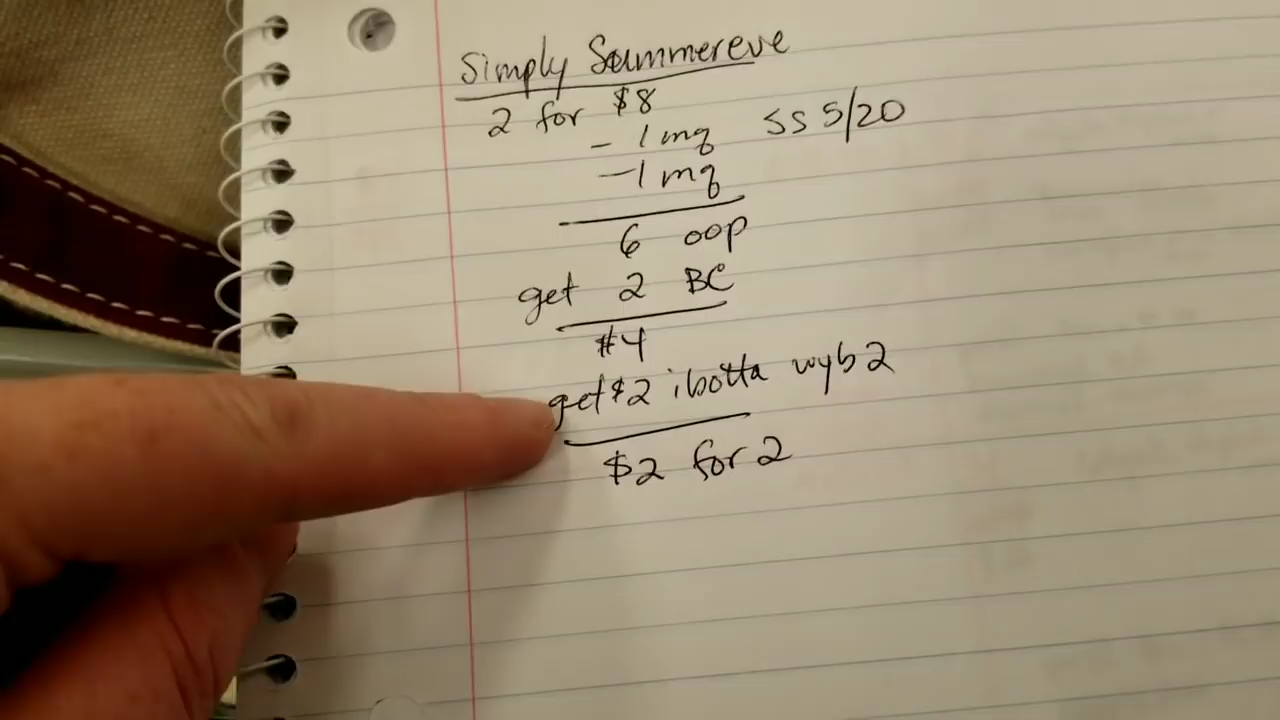 Simply Summereve
2 for $8
- 1 mq SS 5/20
-1 mq
6 oop
get 2 BC
#4
get $2 ibotta wyb 2
$2 for 2